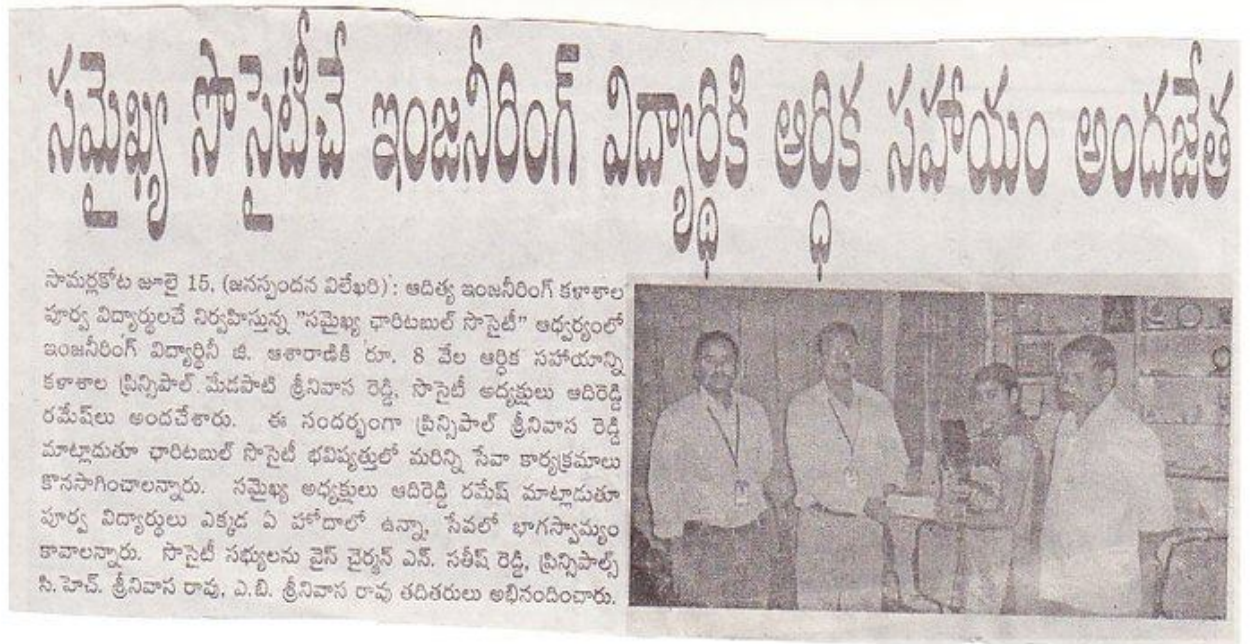 సమైఖ్య సొసైటీచే ఇంజనీరింగ్ విద్యార్థికి ఆర్ధిక సహాయం అందజేత
సామర్లకోట జూలై 15, (జనస్పందన విలేఖరి) : ఆదిత్య ఇంజనీరింగ్ కళాశాల
పూర్వ విద్యార్థులచే నిర్వహిస్తున్న "సమైఖ్య ఛారిటబుల్ సొసైటీ" ఆధ్వర్యంలో
ఇంజనీరింగ్ విద్యార్థినీ జి. ఆశారాణికి రూ. 8 వేల ఆర్ధిక సహాయాన్ని
కళాశాల ప్రిన్సిపాల్ మేడపాటి శ్రీనివాస రెడ్డి, సొసైటీ అధ్యక్షులు ఆదిరెడ్డి
రమేష్‌లు అందచేశారు. ఈ సందర్భంగా ప్రిన్సిపాల్ శ్రీనివాస రెడ్డి
మాట్లాడుతూ ఛారిటబుల్ సొసైటీ భవిష్యత్తులో మరిన్ని సేవా కార్యక్రమాలు
కొనసాగించాలన్నారు. సమైఖ్య అధ్యక్షులు ఆదిరెడ్డి రమేష్ మాట్లాడుతూ
పూర్వ విద్యార్థులు ఎక్కడ ఏ హోదాలో ఉన్నా, సేవలో భాగస్వామ్యం
కావాలన్నారు. సొసైటీ సభ్యులను వైస్ చైర్మన్ ఎన్. సతీష్ రెడ్డి, ప్రిన్సిపాల్స్
సి.హెచ్. శ్రీనివాస రావు, ఎ.బి. శ్రీనివాస రావు తదితరులు అభినందించారు.